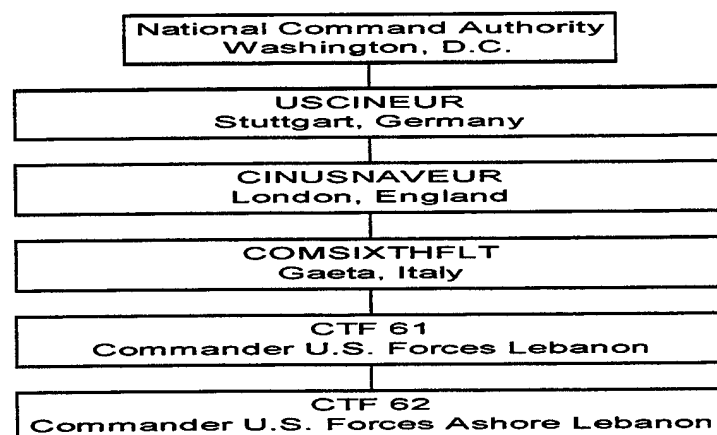 National Command Authority
Washington, D.C.
USCINEUR
Stuttgart, Germany
CINUSNAVEUR
London, England
COMSIXTHFLT
Gaeta, Italy
CTF 61
Commander U.S. Forces Lebanon
CTF 62
Commander U.S. Forces Ashore Lebanon